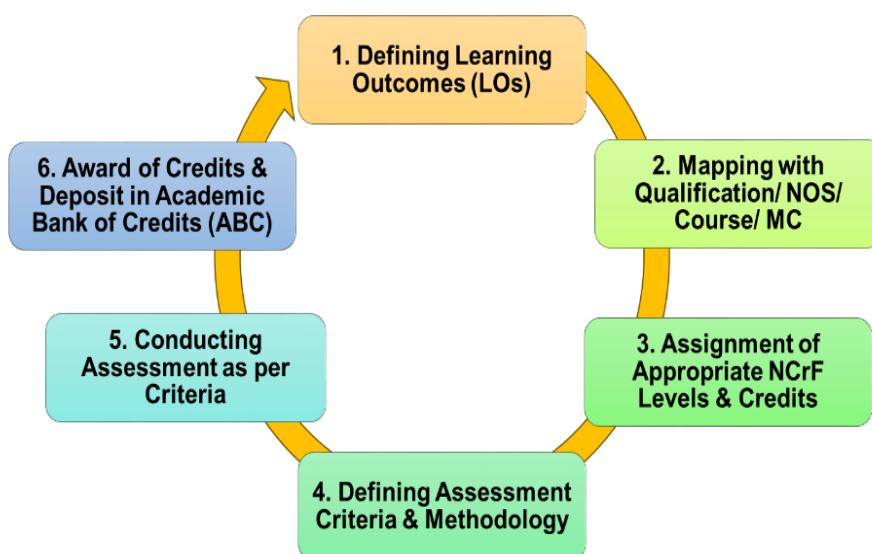 1. Defining Learning
Outcomes (LOs)
2. Mapping with
Qualification/ NOS/
Course/ MC
3. Assignment of
Appropriate NCrF
Levels & Credits
4. Defining Assessment
Criteria & Methodology
5. Conducting
Assessment as per
Criteria
6. Award of Credits &
Deposit in Academic
Bank of Credits (ABC)